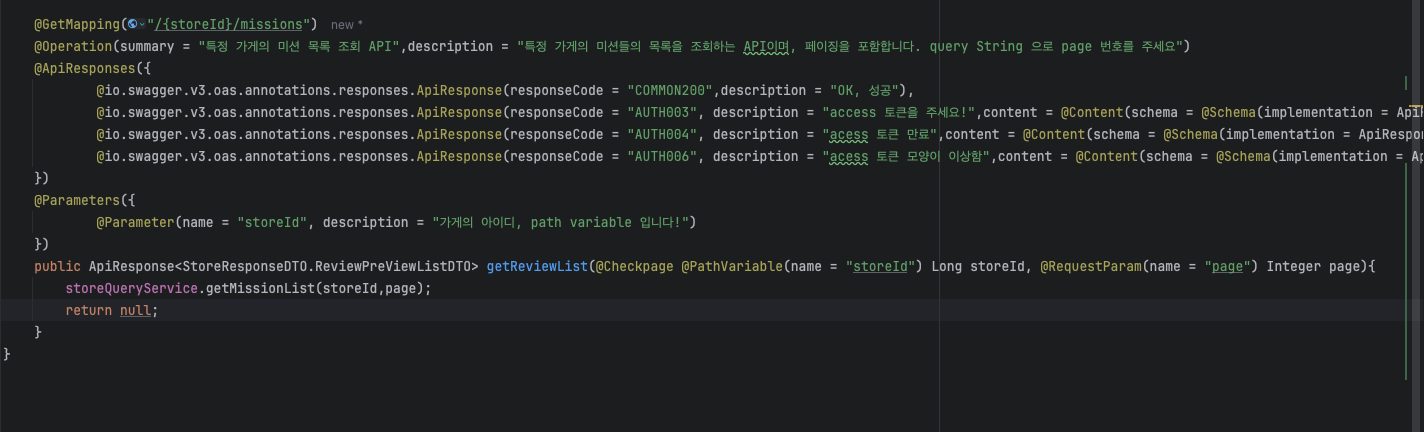 @GetMapping("/{storeId}/missions") new *
@Operation(summary = "특정 가게의 미션 목록 조회 API",description = "특정 가게의 미션들의 목록을 조회하는 API이며, 페이징을 포함합니다. query String 으로 page 번호를 주세요")
@ApiResponses({
@io.swagger.v3.oas.annotations.responses.ApiResponse(responseCode = "COMMON200",description = "OK, 성공"),
@io.swagger.v3.oas.annotations.responses.ApiResponse(responseCode = "AUTH003", description = "access 토큰을 주세요!",content = @Content(schema = @Schema(implementation = ApiR
@io.swagger.v3.oas.annotations.responses.ApiResponse(responseCode = "AUTH004", description = "acess 토큰 만료",content = @Content(schema = @Schema(implementation = ApiRespon
@io.swagger.v3.oas.annotations.responses.ApiResponse(responseCode = "AUTH006", description = "acess 토큰 모양이 이상함",content = @Content(schema = @Schema(implementation = Ap
})
@Parameters({
@Parameter(name = "storeId", description = "가게의 아이디, path variable 입니다!")
})
public ApiResponse<StoreResponseDTO.ReviewPreViewListDTO> getReviewList(@Checkpage @PathVariable(name = "storeId") Long storeId, @RequestParam(name = "page") Integer page){
storeQueryService.getMissionList(storeId,page);
return null;
}
}